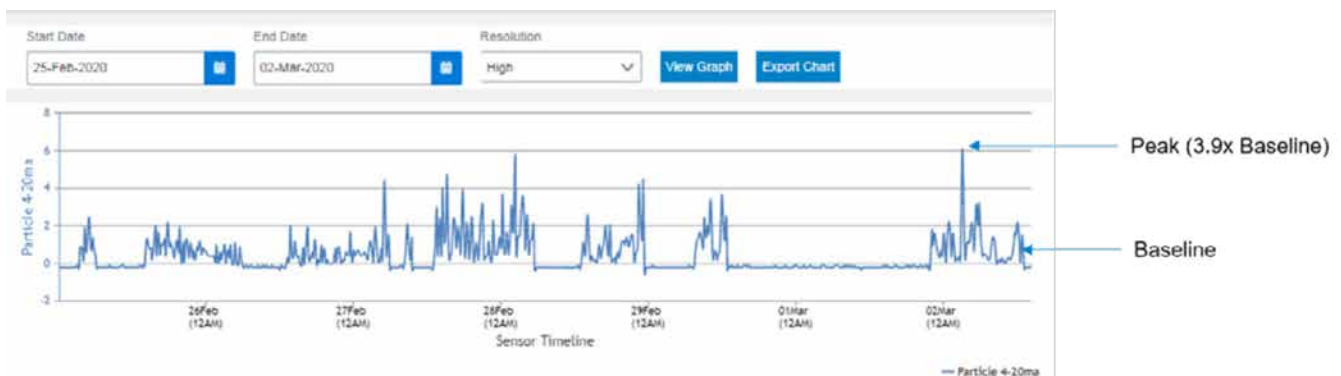 Start Date End Date Resolution
25-Feb-2020 02-Mar-2020 High View Graph Export Chart
8
6
4
2
0
-2
Particle 4-20ma
Peak (3.9x Baseline)
Baseline
26Feb 27Feb 28Feb 29Feb 01Mar 02Mar
(12AM) (12AM) (12AM) (12AM) (12AM) (12AM)
Sensor Timeline
Particle 4-20ma